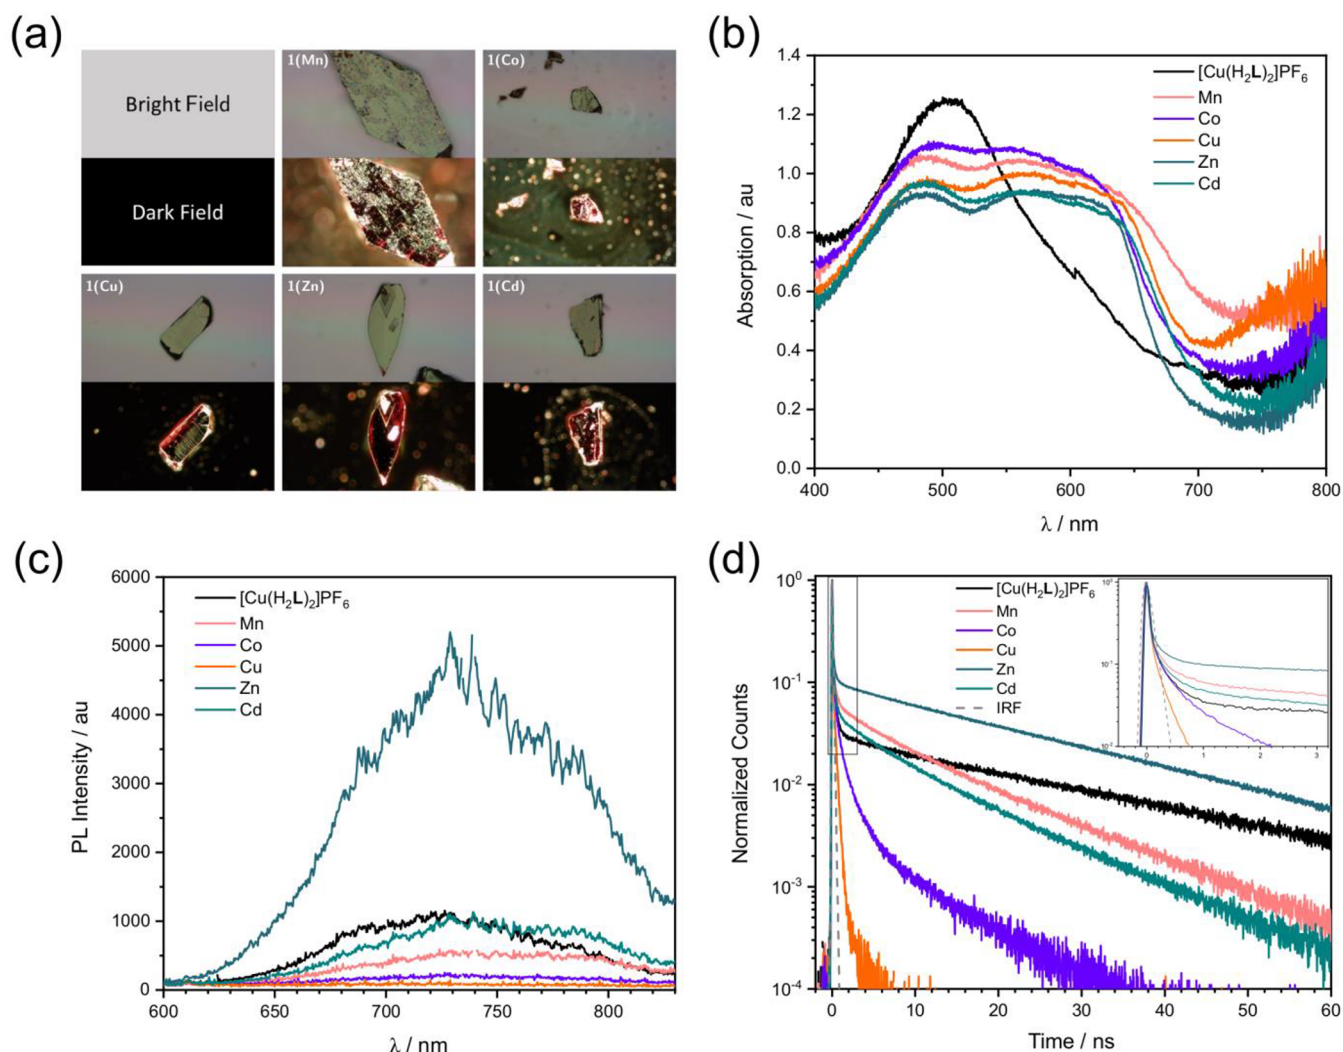 (a)
Bright Field
1(Mn)
1(Co)
Dark Field
1(Cu)
1(Zn)
1(Cd)
(b)
1.4
1.2
1.0
0.8
0.6
0.4
0.2
0.0
Absorption / au
400
500
600
700
800
λ / nm
[Cu(H₂L)₂]PF₆
Mn
Co
Cu
Zn
Cd
(c)
6000
5000
4000
3000
2000
1000
0
PL Intensity / au
600
650
700
750
800
λ / nm
[Cu(H₂L)₂]PF₆
Mn
Co
Cu
Zn
Cd
(d)
10⁰
10⁻¹
10⁻²
10⁻³
10⁻⁴
Normalized Counts
0
10
20
30
40
50
60
Time / ns
[Cu(H₂L)₂]PF₆
Mn
Co
Cu
Zn
Cd
IRF
0
1
2
3